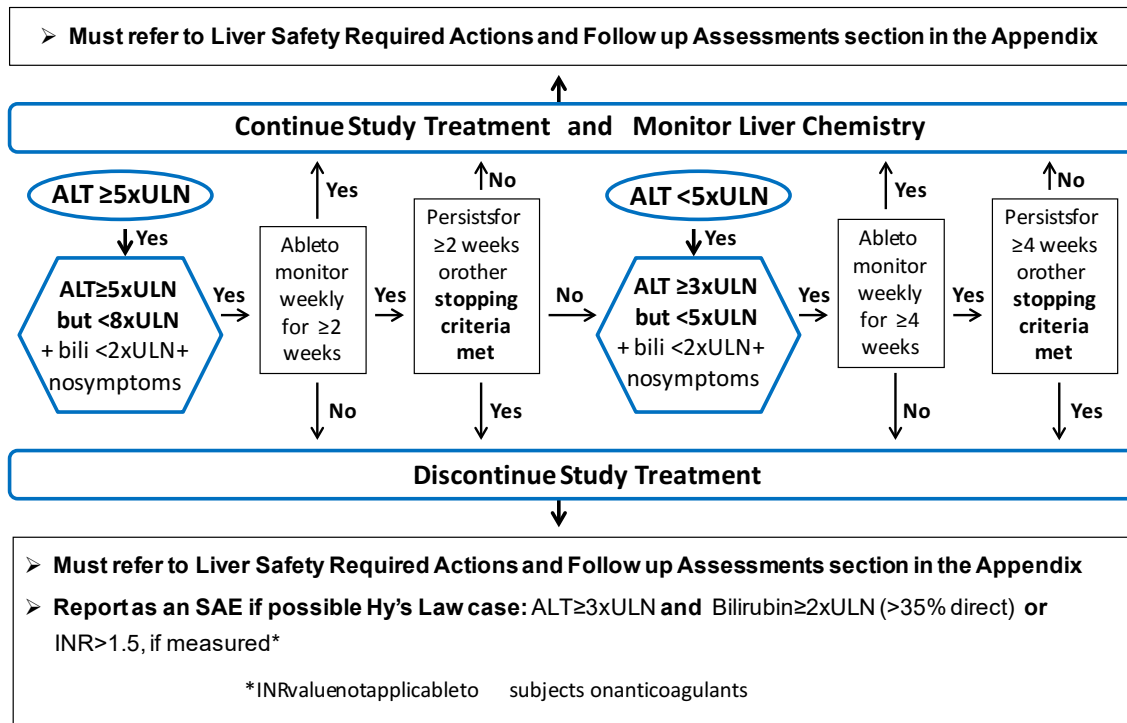 ➢ Must refer to Liver Safety Required Actions and Follow up Assessments section in the Appendix
Continue Study Treatment and Monitor Liver Chemistry
ALT ≥5xULN
Yes
ALT≥5xULN
but <8xULN
+ bili <2xULN+
nosymptoms
Yes
Yes
Ableto
monitor
weekly
for ≥2
weeks
No
Yes
No
Persistsfor
≥2 weeks
orother
stopping
criteria
met
Yes
No
ALT <5xULN
Yes
ALT ≥3xULN
but <5xULN
+ bili <2xULN+
nosymptoms
Yes
Yes
Ableto
monitor
weekly
for ≥4
weeks
No
Yes
No
Persistsfor
≥4 weeks
orother
stopping
criteria
met
Yes
Discontinue Study Treatment
➢ Must refer to Liver Safety Required Actions and Follow up Assessments section in the Appendix
➢ Report as an SAE if possible Hy's Law case: ALT≥3xULN and Bilirubin≥2xULN (>35% direct) or
INR>1.5, if measured*
*INRvaluenotapplicableto subjects onanticoagulants